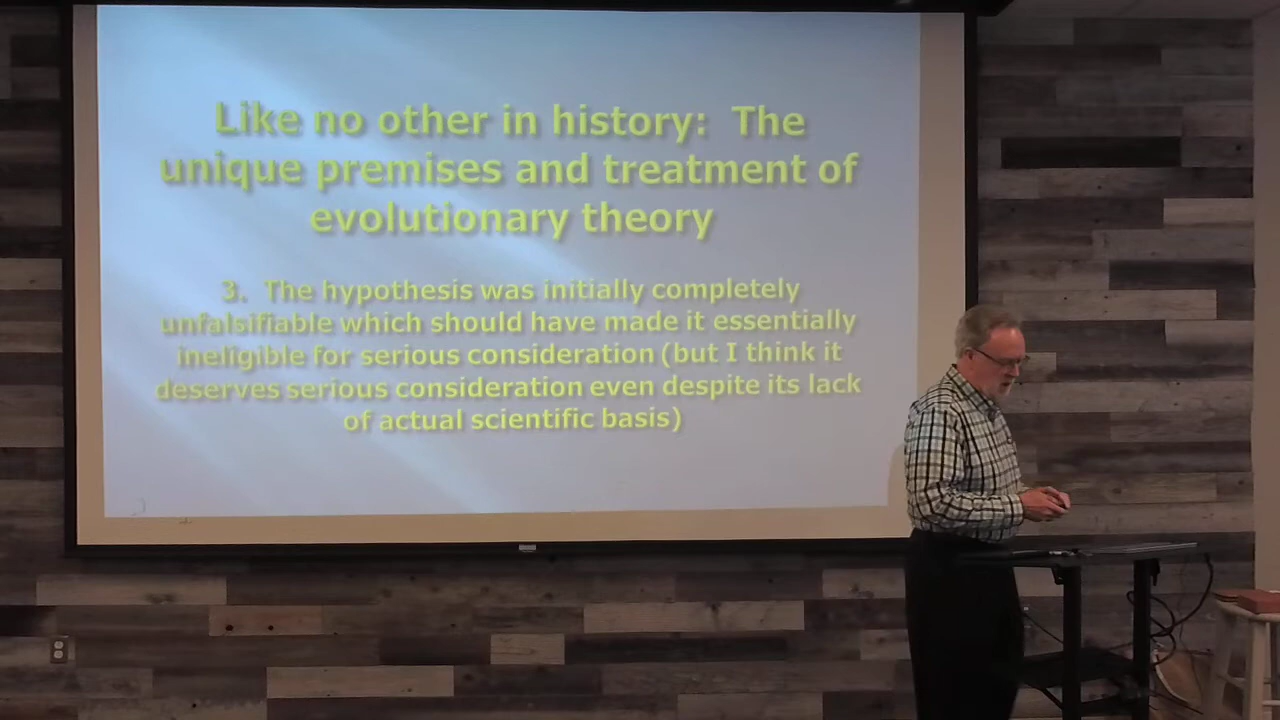 Like no other in history:  The
unique premises and treatment of
evolutionary theory
3.  The hypothesis was initially completely
unfalsifiable which should have made it essentially
ineligible for serious consideration (but I think it
deserves serious consideration even despite its lack
of actual scientific basis)